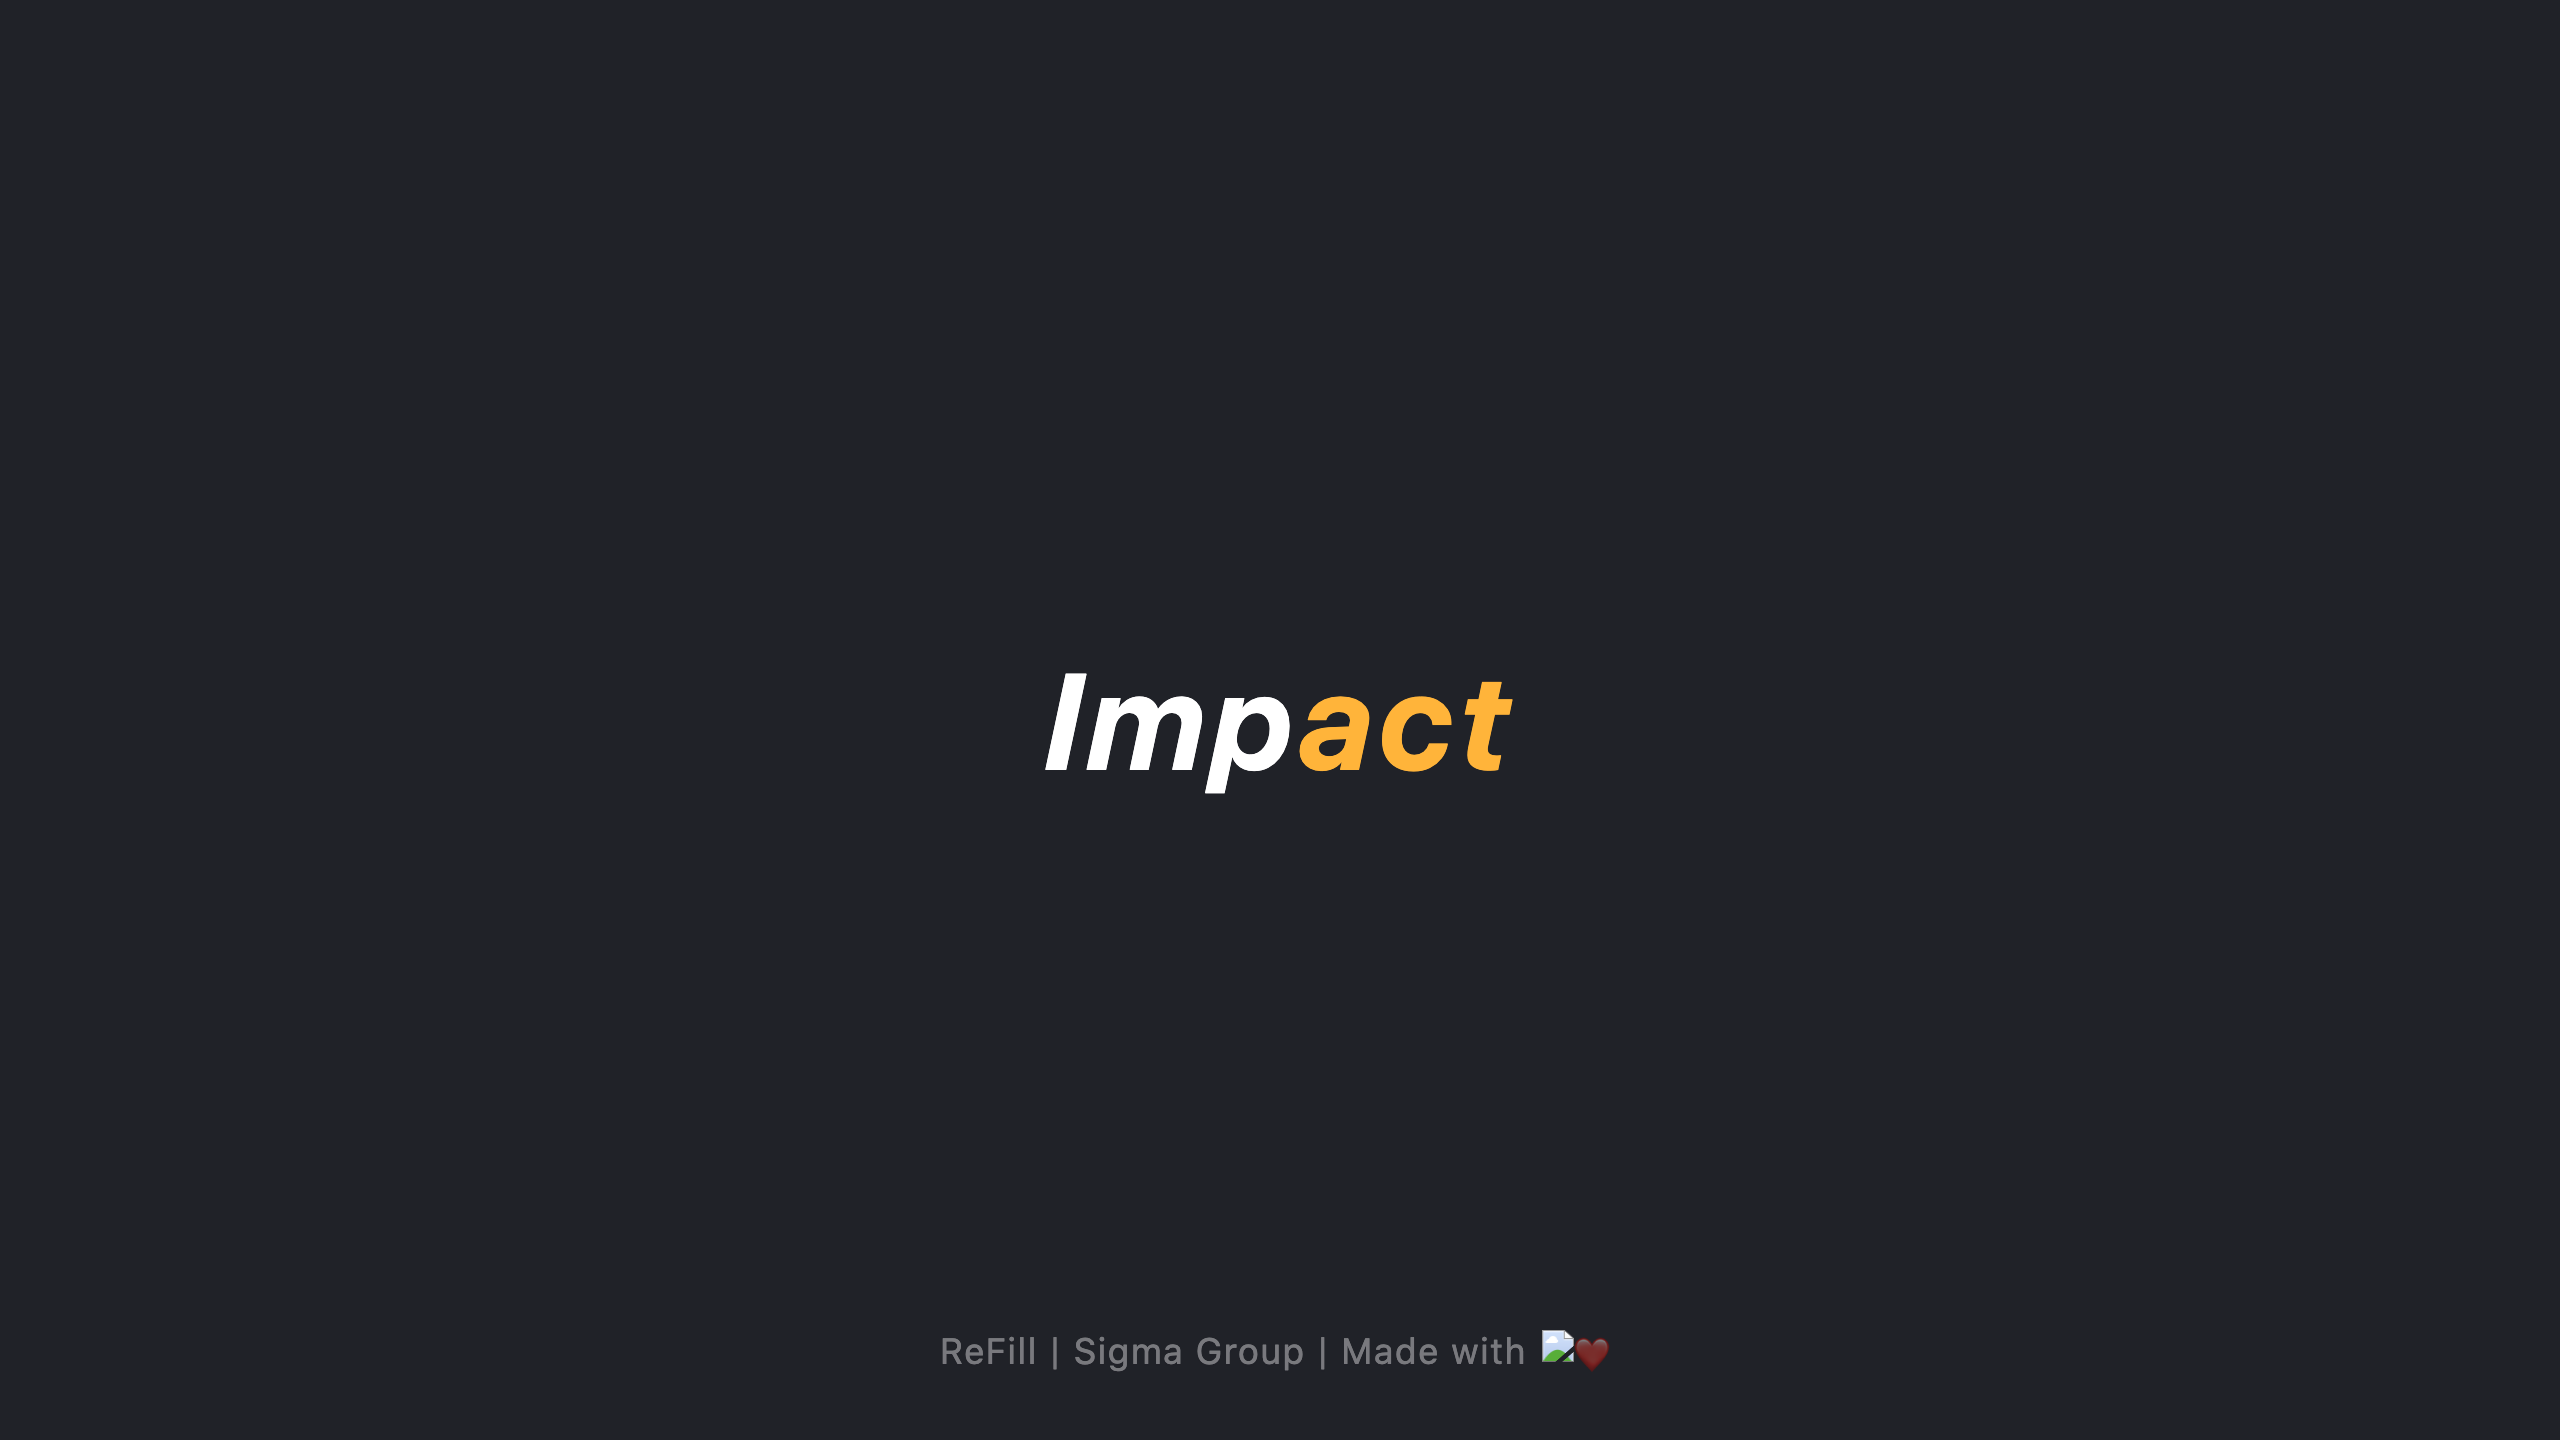 Impact
ReFill | Sigma Group | Made with ❤️